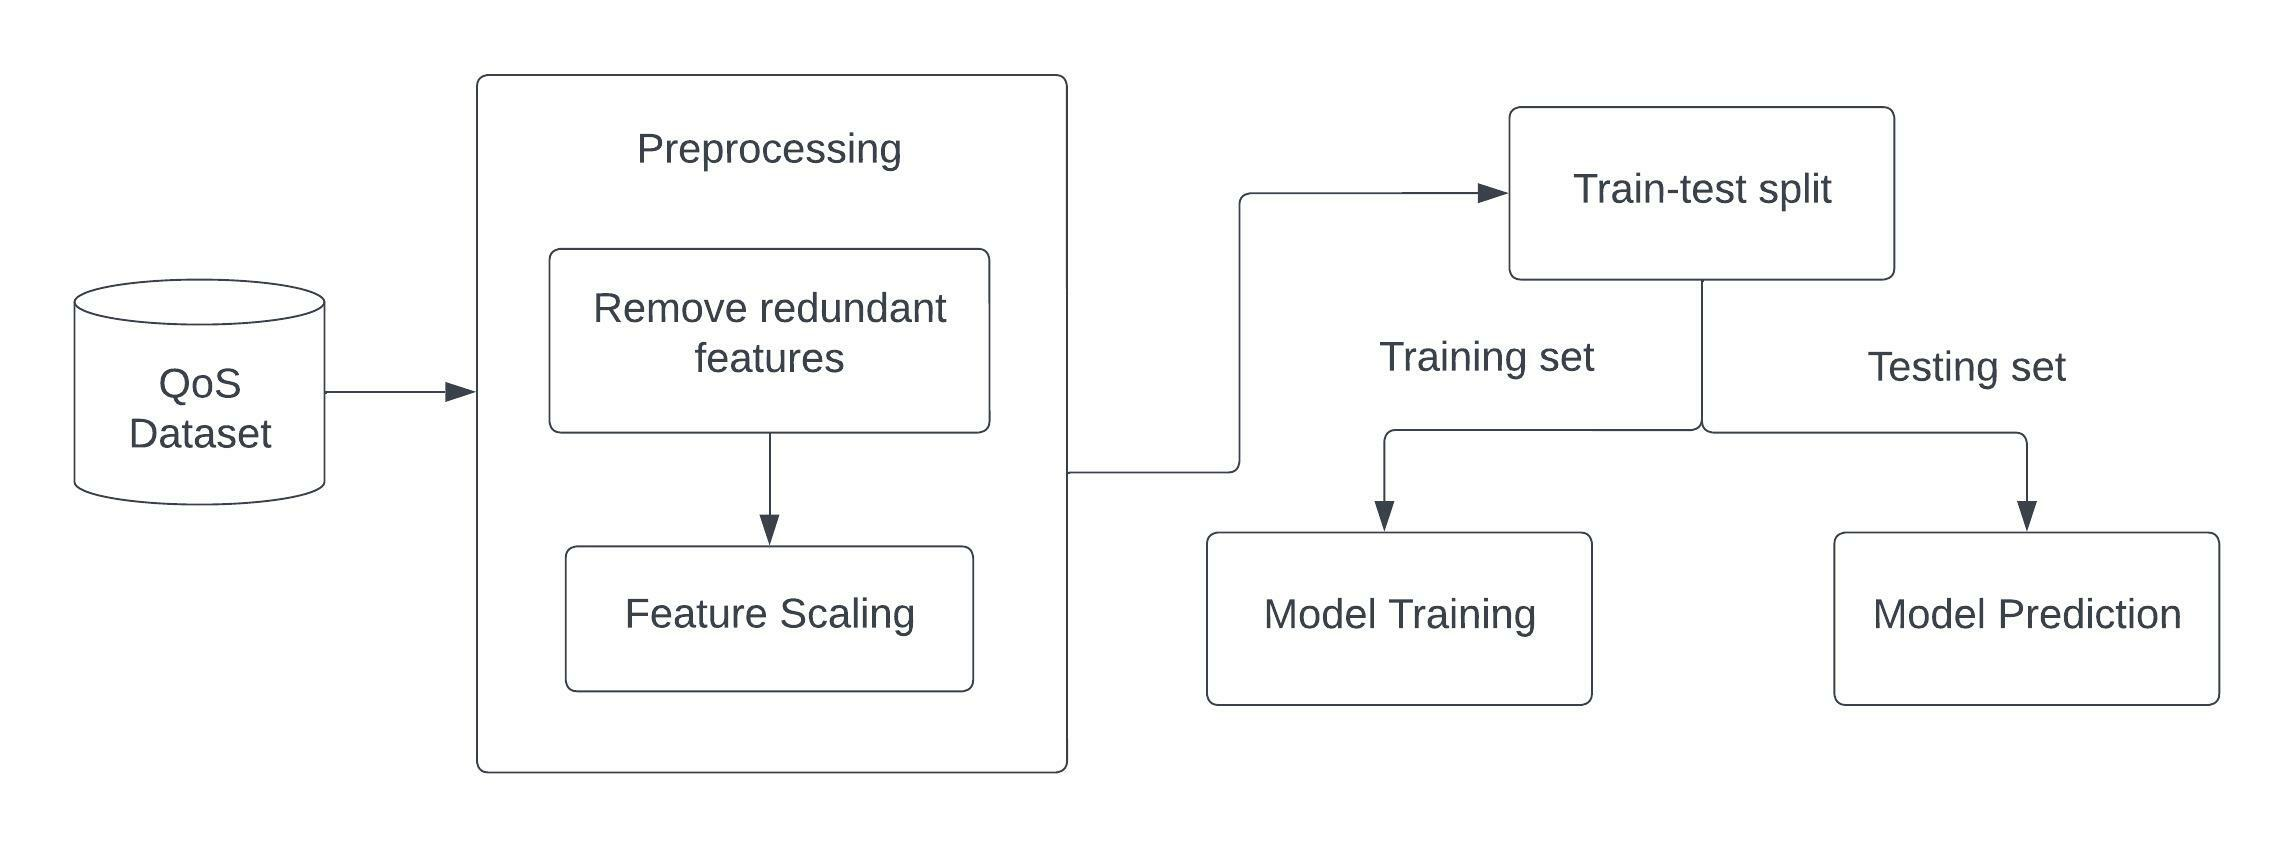 QoS
Dataset
Preprocessing
Remove redundant
features
Feature Scaling
Train-test split
Training set
Testing set
Model Training
Model Prediction